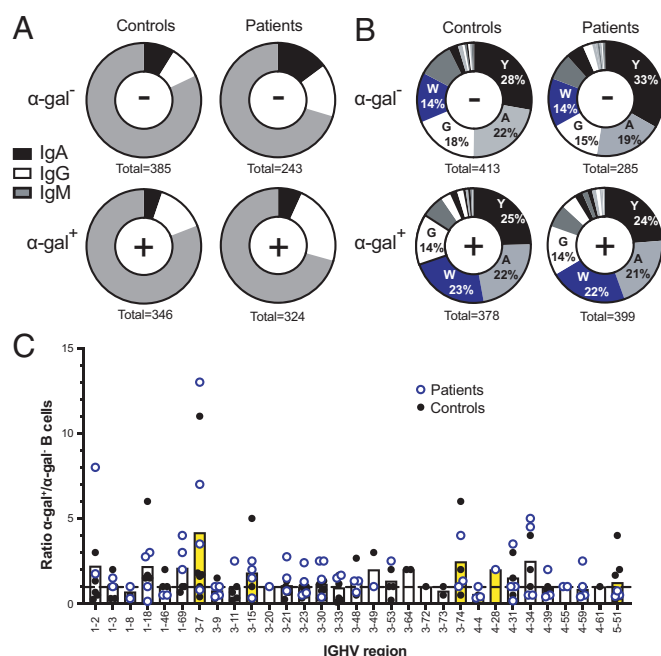 A
Controls Patients
α-gal⁻
- -
Total=385 Total=243
IgA
IgG
IgM
α-gal⁺
+ +
Total=346 Total=324
B
Controls Patients
α-gal⁻
Y 28% A 22% G 18% W 14% -
Y 33% A 19% G 15% W 14% -
Total=413 Total=285
α-gal⁺
Y 25% A 22% W 23% G 14% +
Y 24% A 21% W 22% G 14% +
Total=378 Total=399
C
Ratio α-gal⁺/α-gal⁻ B cells
15
10
5
0
Patients
Controls
1-2 1-3 1-8 1-18 1-46 1-69 3-7 3-9 3-11 3-15 3-20 3-21 3-23 3-30 3-33 3-48 3-49 3-53 3-64 3-72 3-73 3-74 4-4 4-28 4-31 4-34 4-39 4-55 4-59 4-61 5-51
IGHV region